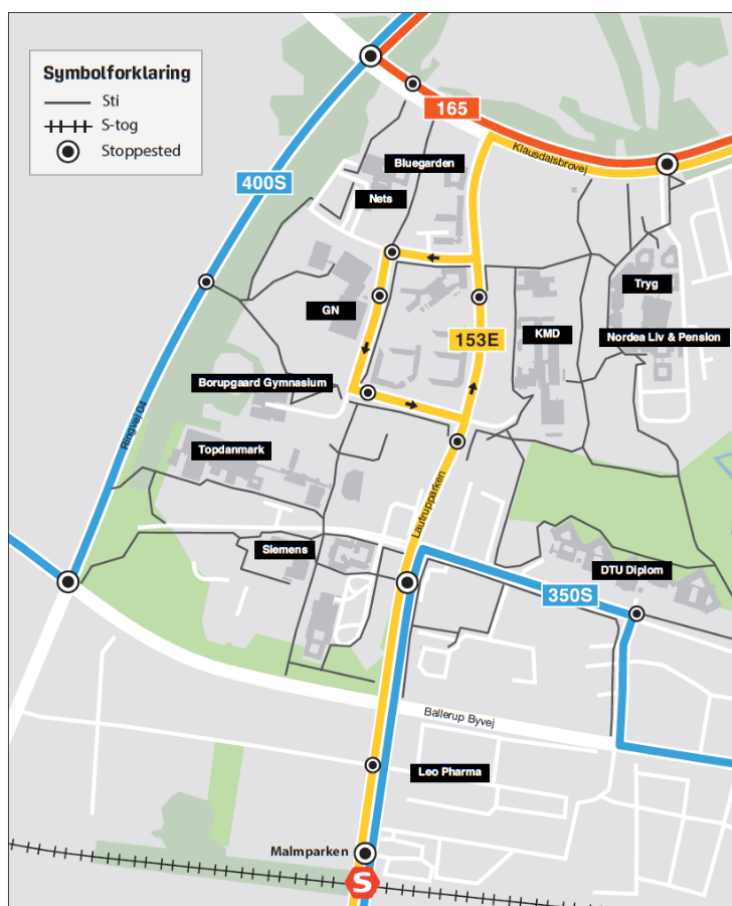 Symbolforklaring
Sti
S-tog
Stoppested
165
Klausdalsbrovej
Bluegarden
400S
Nets
Tryg
GN
153E
KMD
Nordea Liv & Pension
Borupgaard Gymnasium
Ringvej 04
Topdanmark
Lautrupparken
Siemens
DTU Diplom
350S
Ballerup Byvej
Leo Pharma
Malmparken
S